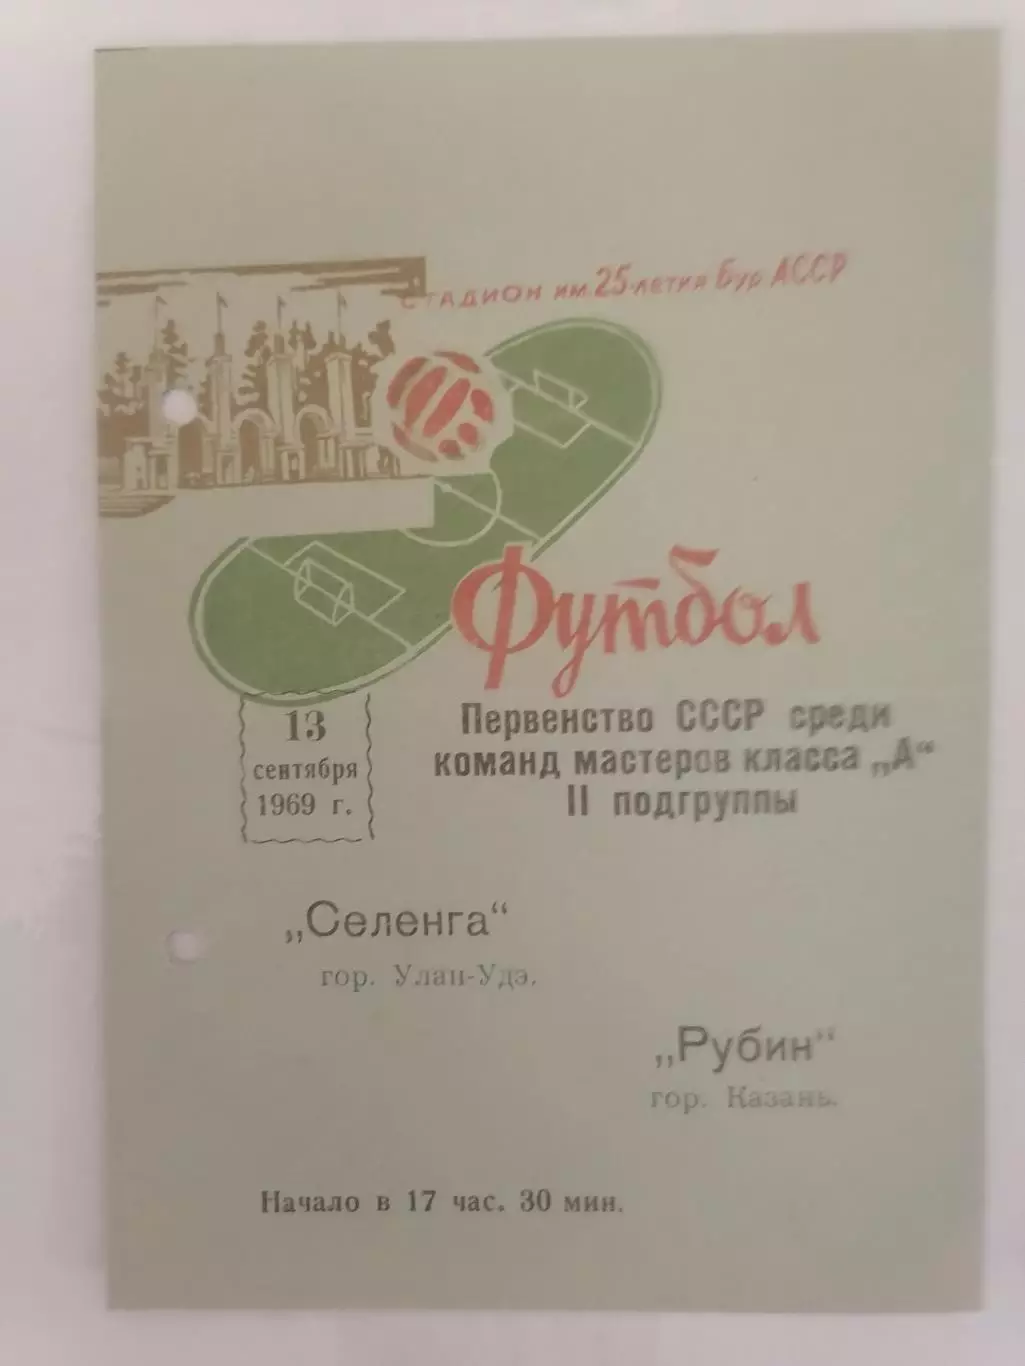 СТАДИОН им. 25-летия Бур АССР
Футбол
13
сентября
1969 г.
Первенство СССР среди
команд мастеров класса „А“
II подгруппы
„Селенга“
гор. Улан-Удэ.
„Рубин“
гор. Казань.
Начало в 17 час. 30 мин.